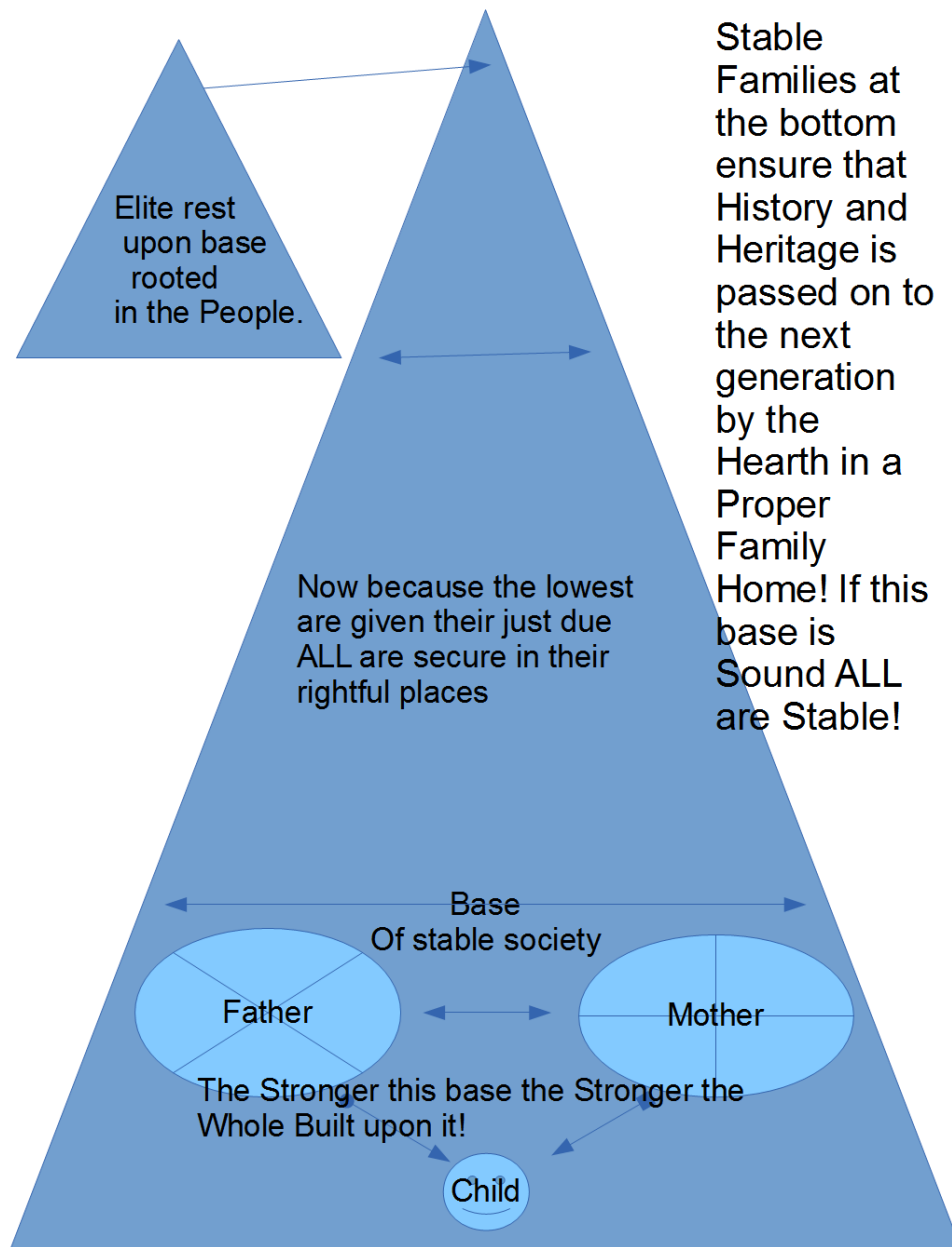 Elite rest
upon base
rooted
in the People.
Stable
Families at
the bottom
ensure that
History and
Heritage is
passed on to
the next
generation
by the
Hearth in a
Proper
Family
Home! If this
base is
Sound ALL
are Stable!
Now because the lowest
are given their just due
ALL are secure in their
rightful places
Base
Of stable society
Father
Mother
The Stronger this base the Stronger the
Whole Built upon it!
Child